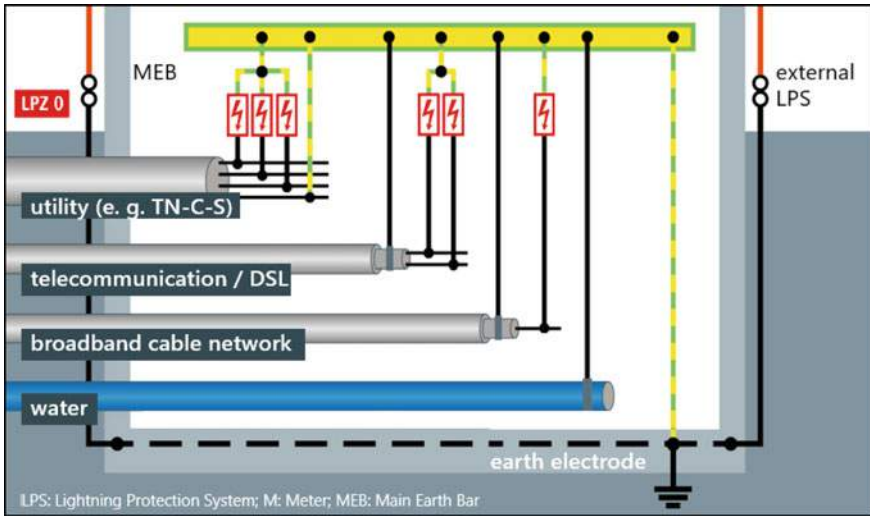 MEB
external
LPS
LPZ 0
utility (e. g. TN-C-S)
telecommunication / DSL
broadband cable network
water
earth electrode
LPS: Lightning Protection System; M: Meter; MEB: Main Earth Bar